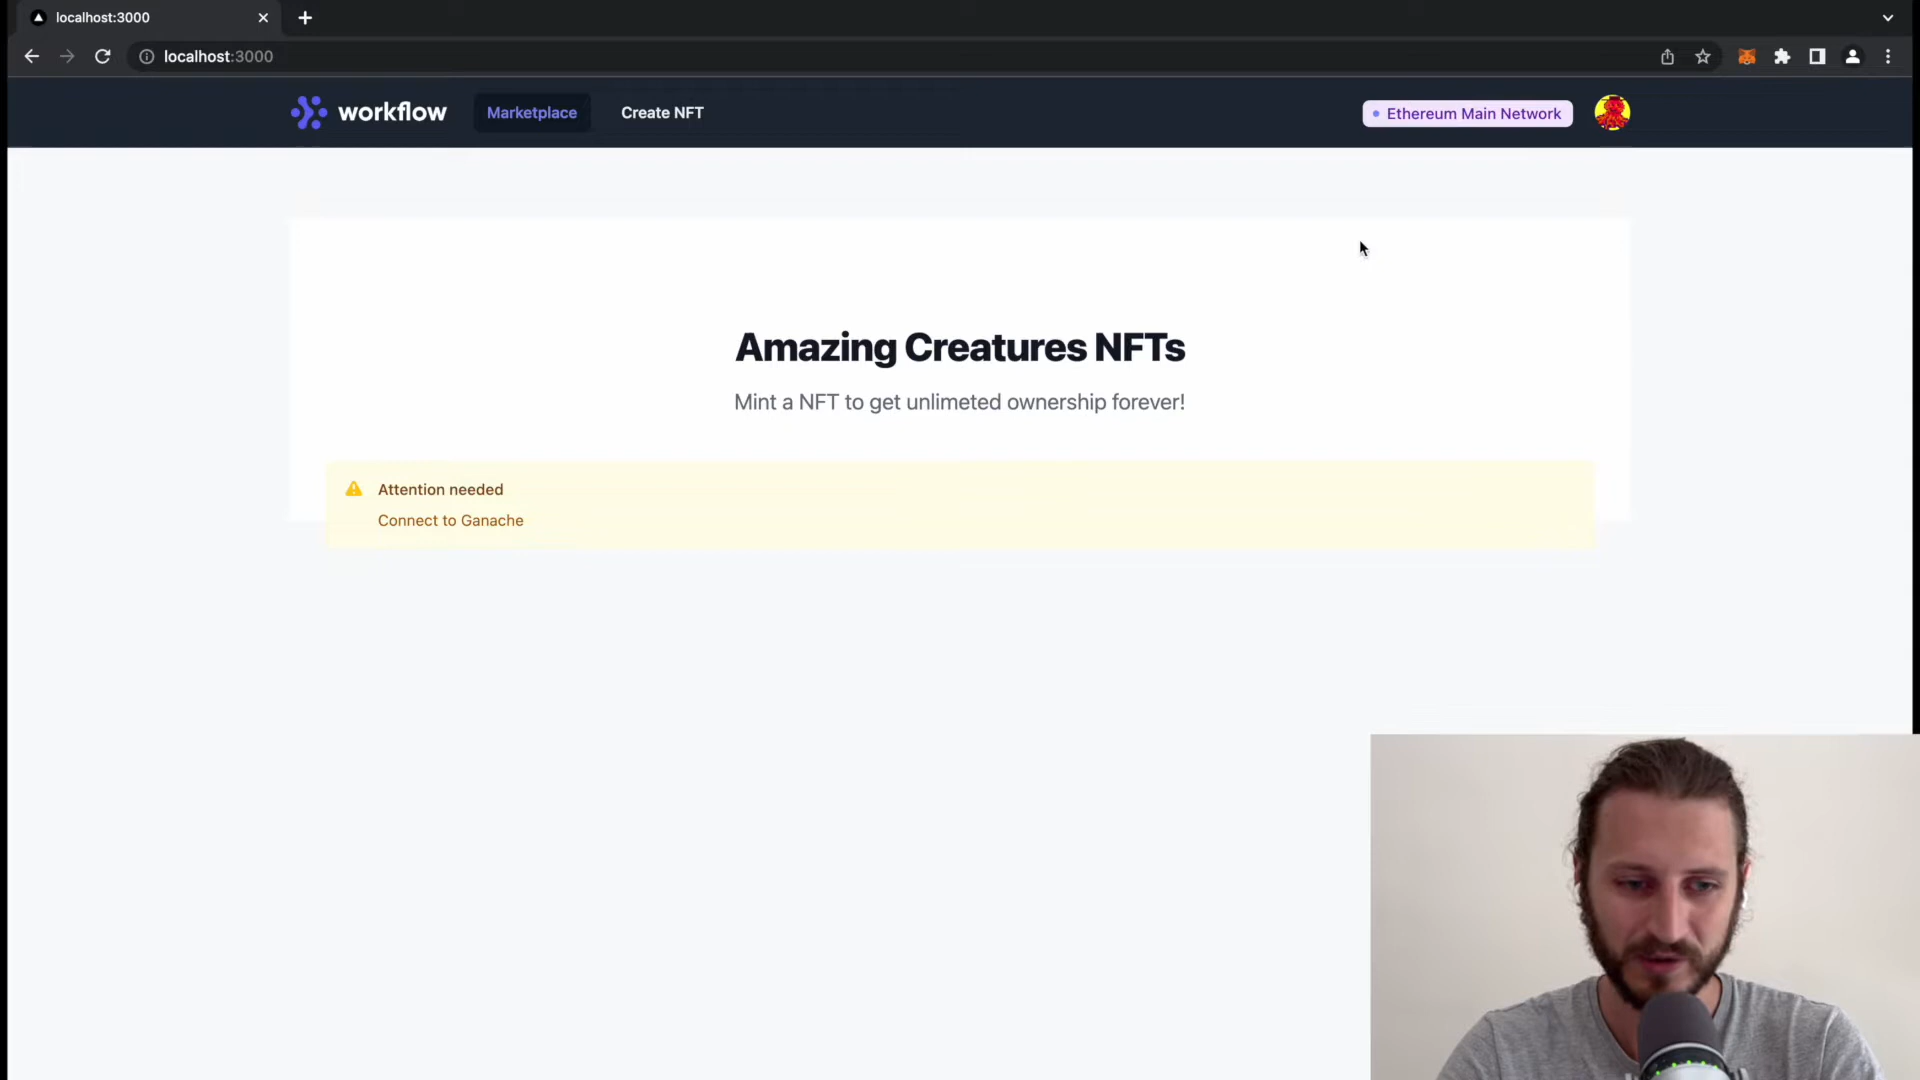 localhost:3000
localhost:3000
workflow
Marketplace
Create NFT
Ethereum Main Network
Amazing Creatures NFTs
Mint a NFT to get unlimeted ownership forever!
Attention needed
Connect to Ganache